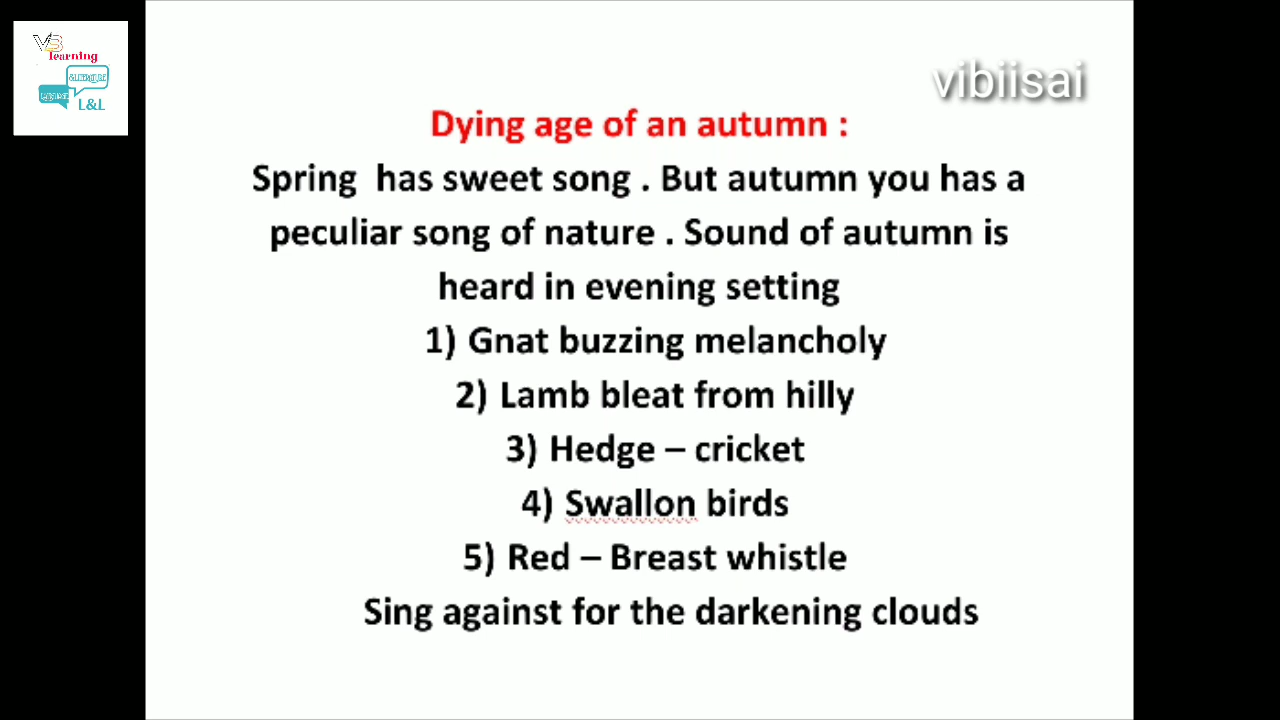 VB
learning
LITERATURE
LANGUAGE
L&L
vibiisai
Dying age of an autumn :
Spring has sweet song . But autumn you has a
peculiar song of nature . Sound of autumn is
heard in evening setting
1) Gnat buzzing melancholy
2) Lamb bleat from hilly
3) Hedge – cricket
4) Swallon birds
5) Red – Breast whistle
Sing against for the darkening clouds